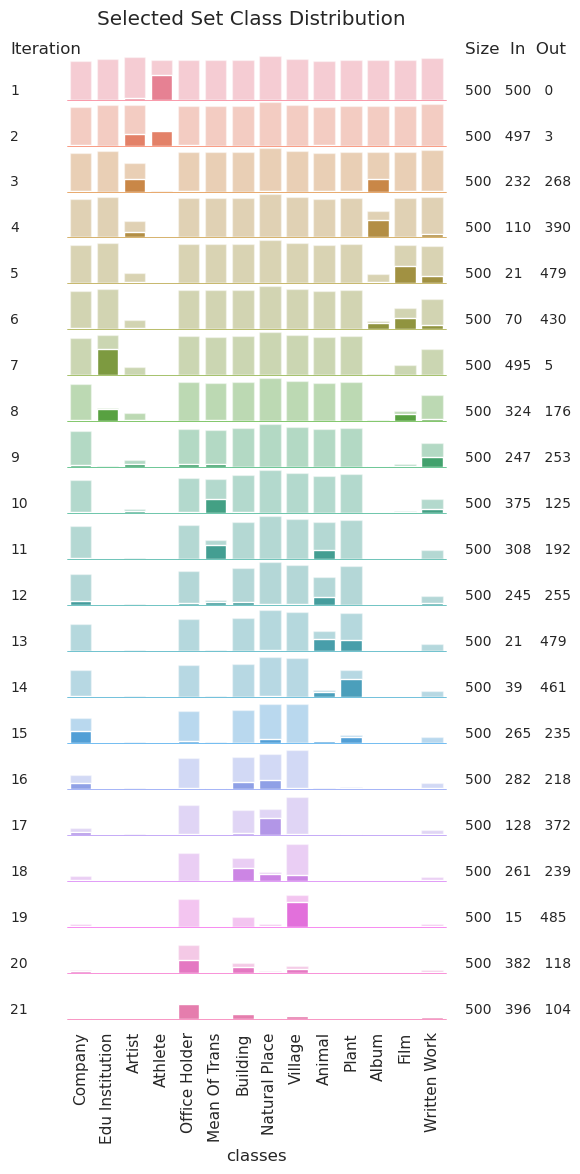 Selected Set Class Distribution
Iteration Size In Out
1 500 500 0
2 500 497 3
3 500 232 268
4 500 110 390
5 500 21 479
6 500 70 430
7 500 495 5
8 500 324 176
9 500 247 253
10 500 375 125
11 500 308 192
12 500 245 255
13 500 21 479
14 500 39 461
15 500 265 235
16 500 282 218
17 500 128 372
18 500 261 239
19 500 15 485
20 500 382 118
21 500 396 104
Company
Edu Institution
Artist
Athlete
Office Holder
Mean Of Trans
Building
Natural Place
Village
Animal
Plant
Album
Film
Written Work
classes